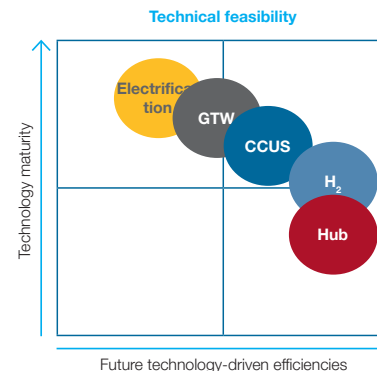 Technical feasibility
Technology maturity
Electrifica
tion
GTW
CCUS
H₂
Hub
Future technology-driven efficiencies